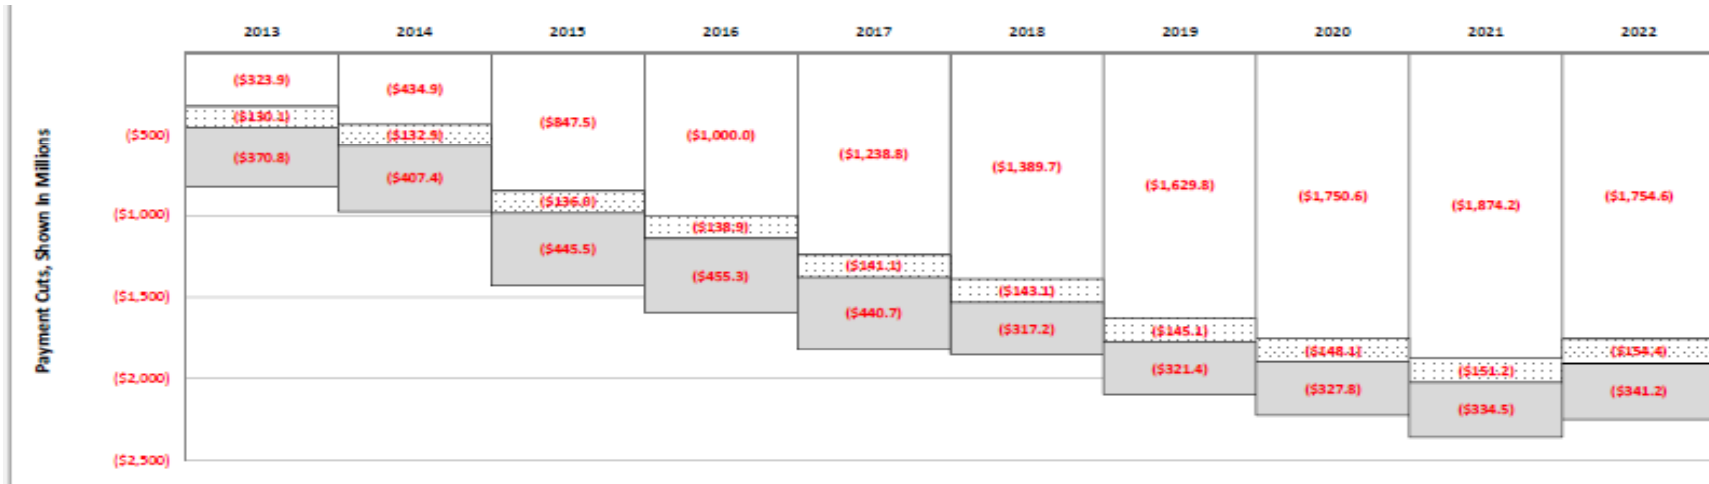 2013 2014 2015 2016 2017 2018 2019 2020 2021 2022
Payment Cuts, Shown In Millions
($500)
($1,000)
($1,500)
($2,000)
($2,500)
($323.9) ($434.9) ($847.5) ($1,000.0) ($1,238.8) ($1,389.7) ($1,629.8) ($1,750.6) ($1,874.2) ($1,754.6)
($130.1) ($132.9) ($136.0) ($138.9) ($141.1) ($143.1) ($145.1) ($148.1) ($151.2) ($154.4)
($370.8) ($407.4) ($445.5) ($455.3) ($440.7) ($317.2) ($321.4) ($327.8) ($334.5) ($341.2)